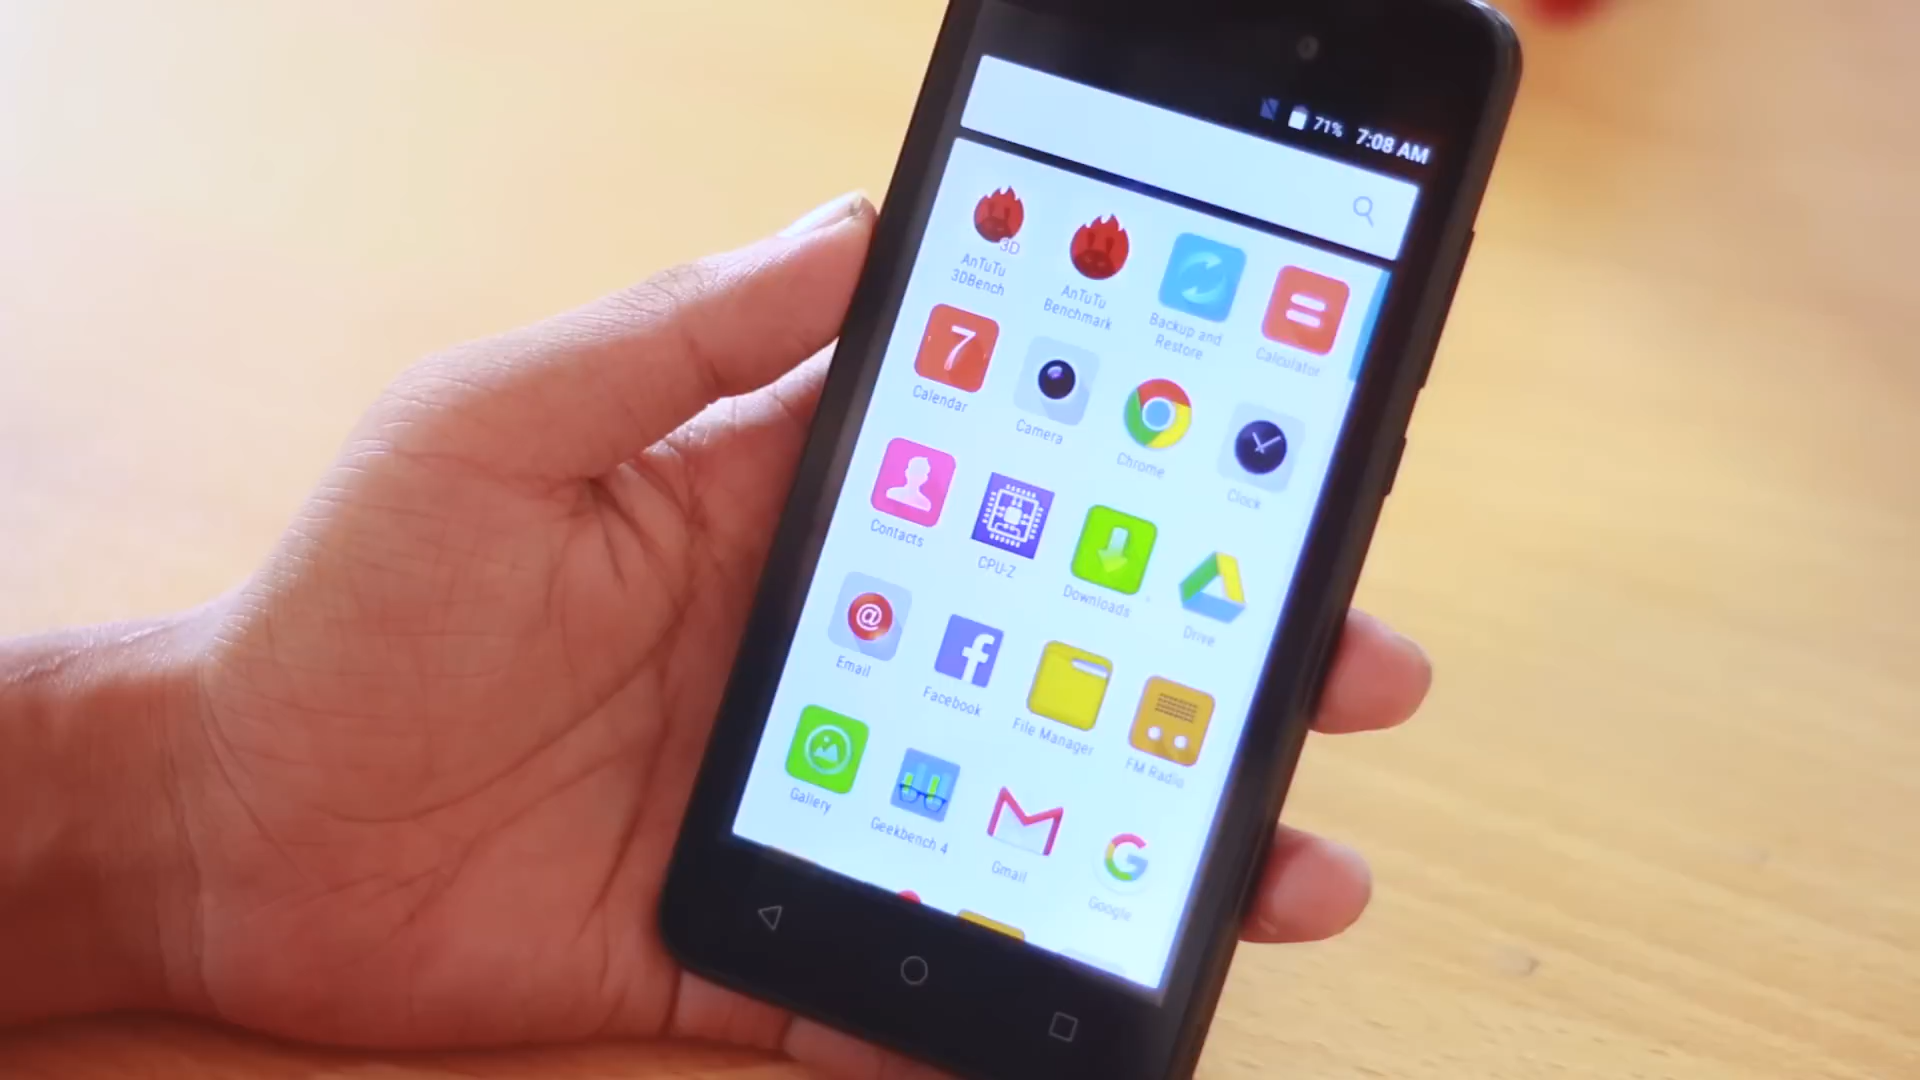 71% 7:08 AM
3D
AnTuTu
3DBench
AnTuTu
Benchmark
Backup and
Restore
Calculator
7
Calendar
Camera
Chrome
Clock
Contacts
CPU-Z
Downloads
Drive
@
Email
f
Facebook
File Manager
FM Radio
Gallery
Geekbench 4
Gmail
G
Google